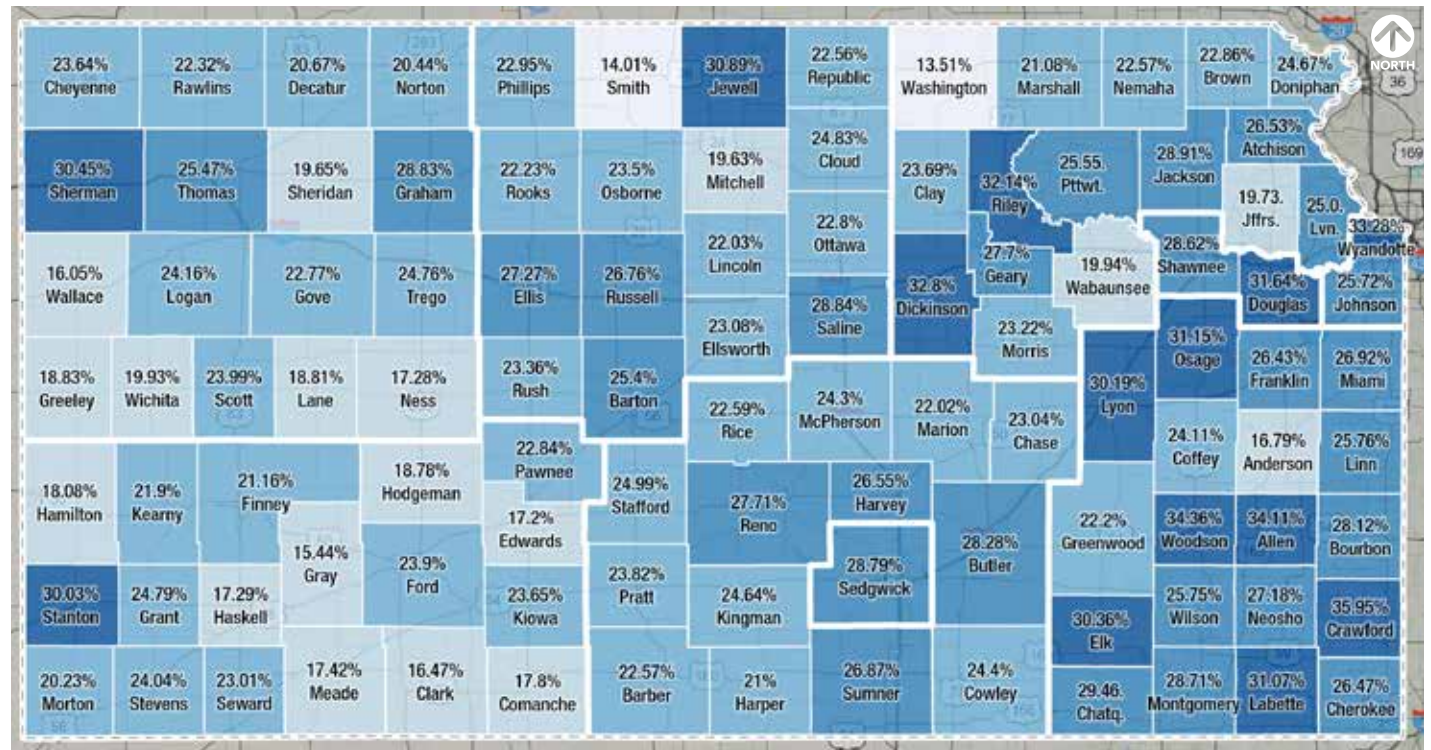 23.64%
Cheyenne
22.32%
Rawlins
20.67%
Decatur
20.44%
Norton
22.95%
Phillips
14.01%
Smith
30.89%
Jewell
22.56%
Republic
13.51%
Washington
21.08%
Marshall
22.57%
Nemaha
22.86%
Brown
24.67%
Doniphan
NORTH
36
30.45%
Sherman
25.47%
Thomas
19.65%
Sheridan
28.83%
Graham
22.23%
Rooks
23.5%
Osborne
19.63%
Mitchell
24.83%
Cloud
23.69%
Clay
32.14%
Riley
25.55.
Pttwt.
28.91%
Jackson
26.53%
Atchison
169
19.73.
Jffrs.
25.0.
Lvn.
33.28%
Wyandotte
16.05%
Wallace
24.16%
Logan
22.77%
Gove
24.76%
Trego
27.27%
Ellis
26.76%
Russell
22.03%
Lincoln
22.8%
Ottawa
32.8%
Dickinson
27.7%
Geary
19.94%
Wabaunsee
28.62%
Shawnee
31.64%
Douglas
25.72%
Johnson
23.08%
Ellsworth
28.84%
Saline
23.22%
Morris
31.15%
Osage
26.43%
Franklin
26.92%
Miami
18.83%
Greeley
19.93%
Wichita
23.99%
Scott
18.81%
Lane
17.28%
Ness
23.36%
Rush
25.4%
Barton
22.59%
Rice
24.3%
McPherson
22.02%
Marion
23.04%
Chase
30.19%
Lyon
24.11%
Coffey
16.79%
Anderson
25.76%
Linn
18.08%
Hamilton
21.9%
Kearny
21.16%
Finney
18.78%
Hodgeman
22.84%
Pawnee
24.99%
Stafford
27.71%
Reno
26.55%
Harvey
28.28%
Butler
22.2%
Greenwood
34.36%
Woodson
34.11%
Allen
28.12%
Bourbon
15.44%
Gray
23.9%
Ford
17.2%
Edwards
23.82%
Pratt
28.79%
Sedgwick
30.03%
Stanton
24.79%
Grant
17.29%
Haskell
23.65%
Kiowa
24.64%
Kingman
30.36%
Elk
25.75%
Wilson
27.18%
Neosho
35.95%
Crawford
20.23%
Morton
24.04%
Stevens
23.01%
Seward
17.42%
Meade
16.47%
Clark
17.8%
Comanche
22.57%
Barber
21%
Harper
26.87%
Sumner
24.4%
Cowley
29.46.
Chatq.
28.71%
Montgomery
31.07%
Labette
26.47%
Cherokee